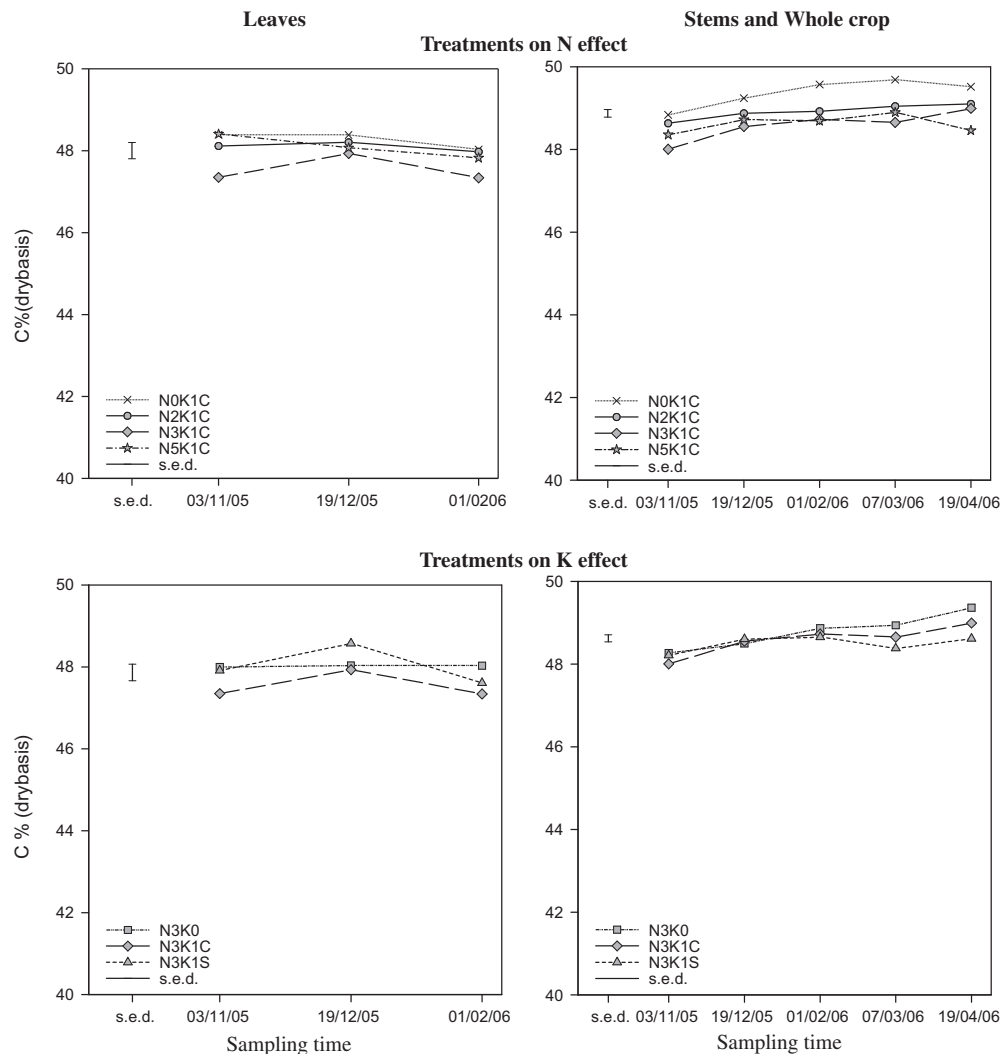 Leaves
Stems and Whole crop
Treatments on N effect
50
48
46
44
42
40
C%(drybasis)
N0K1C
N2K1C
N3K1C
N5K1C
s.e.d.
s.e.d. 03/11/05 19/12/05 01/02/06
50
48
46
44
42
40
N0K1C
N2K1C
N3K1C
N5K1C
s.e.d.
s.e.d. 03/11/05 19/12/05 01/02/06 07/03/06 19/04/06
Treatments on K effect
50
48
46
44
42
40
C % (drybasis)
N3K0
N3K1C
N3K1S
s.e.d.
s.e.d. 03/11/05 19/12/05 01/02/06
Sampling time
50
48
46
44
42
40
N3K0
N3K1C
N3K1S
s.e.d.
s.e.d. 03/11/05 19/12/05 01/02/06 07/03/06 19/04/06
Sampling time